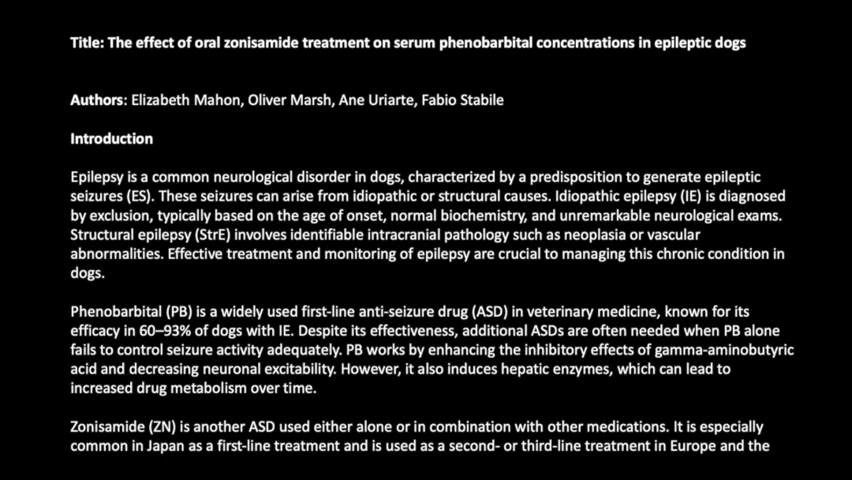 Title: The effect of oral zonisamide treatment on serum phenobarbital concentrations in epileptic dogs
Authors: Elizabeth Mahon, Oliver Marsh, Ane Uriarte, Fabio Stabile
Introduction
Epilepsy is a common neurological disorder in dogs, characterized by a predisposition to generate epileptic
seizures (ES). These seizures can arise from idiopathic or structural causes. Idiopathic epilepsy (IE) is diagnosed
by exclusion, typically based on the age of onset, normal biochemistry, and unremarkable neurological exams.
Structural epilepsy (StrE) involves identifiable intracranial pathology such as neoplasia or vascular
abnormalities. Effective treatment and monitoring of epilepsy are crucial to managing this chronic condition in
dogs.
Phenobarbital (PB) is a widely used first-line anti-seizure drug (ASD) in veterinary medicine, known for its
efficacy in 60–93% of dogs with IE. Despite its effectiveness, additional ASDs are often needed when PB alone
fails to control seizure activity adequately. PB works by enhancing the inhibitory effects of gamma-aminobutyric
acid and decreasing neuronal excitability. However, it also induces hepatic enzymes, which can lead to
increased drug metabolism over time.
Zonisamide (ZN) is another ASD used either alone or in combination with other medications. It is especially
common in Japan as a first-line treatment and is used as a second- or third-line treatment in Europe and the